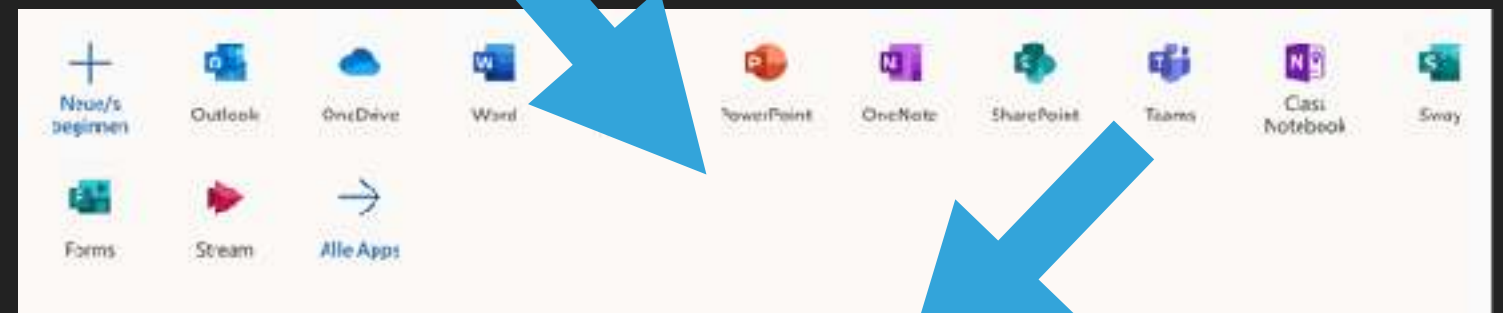 Neue/s
beginnen
Outlook
OneDrive
Word
PowerPoint
OneNote
SharePoint
Teams
Class
Notebook
Sway
Forms
Stream
Alle Apps